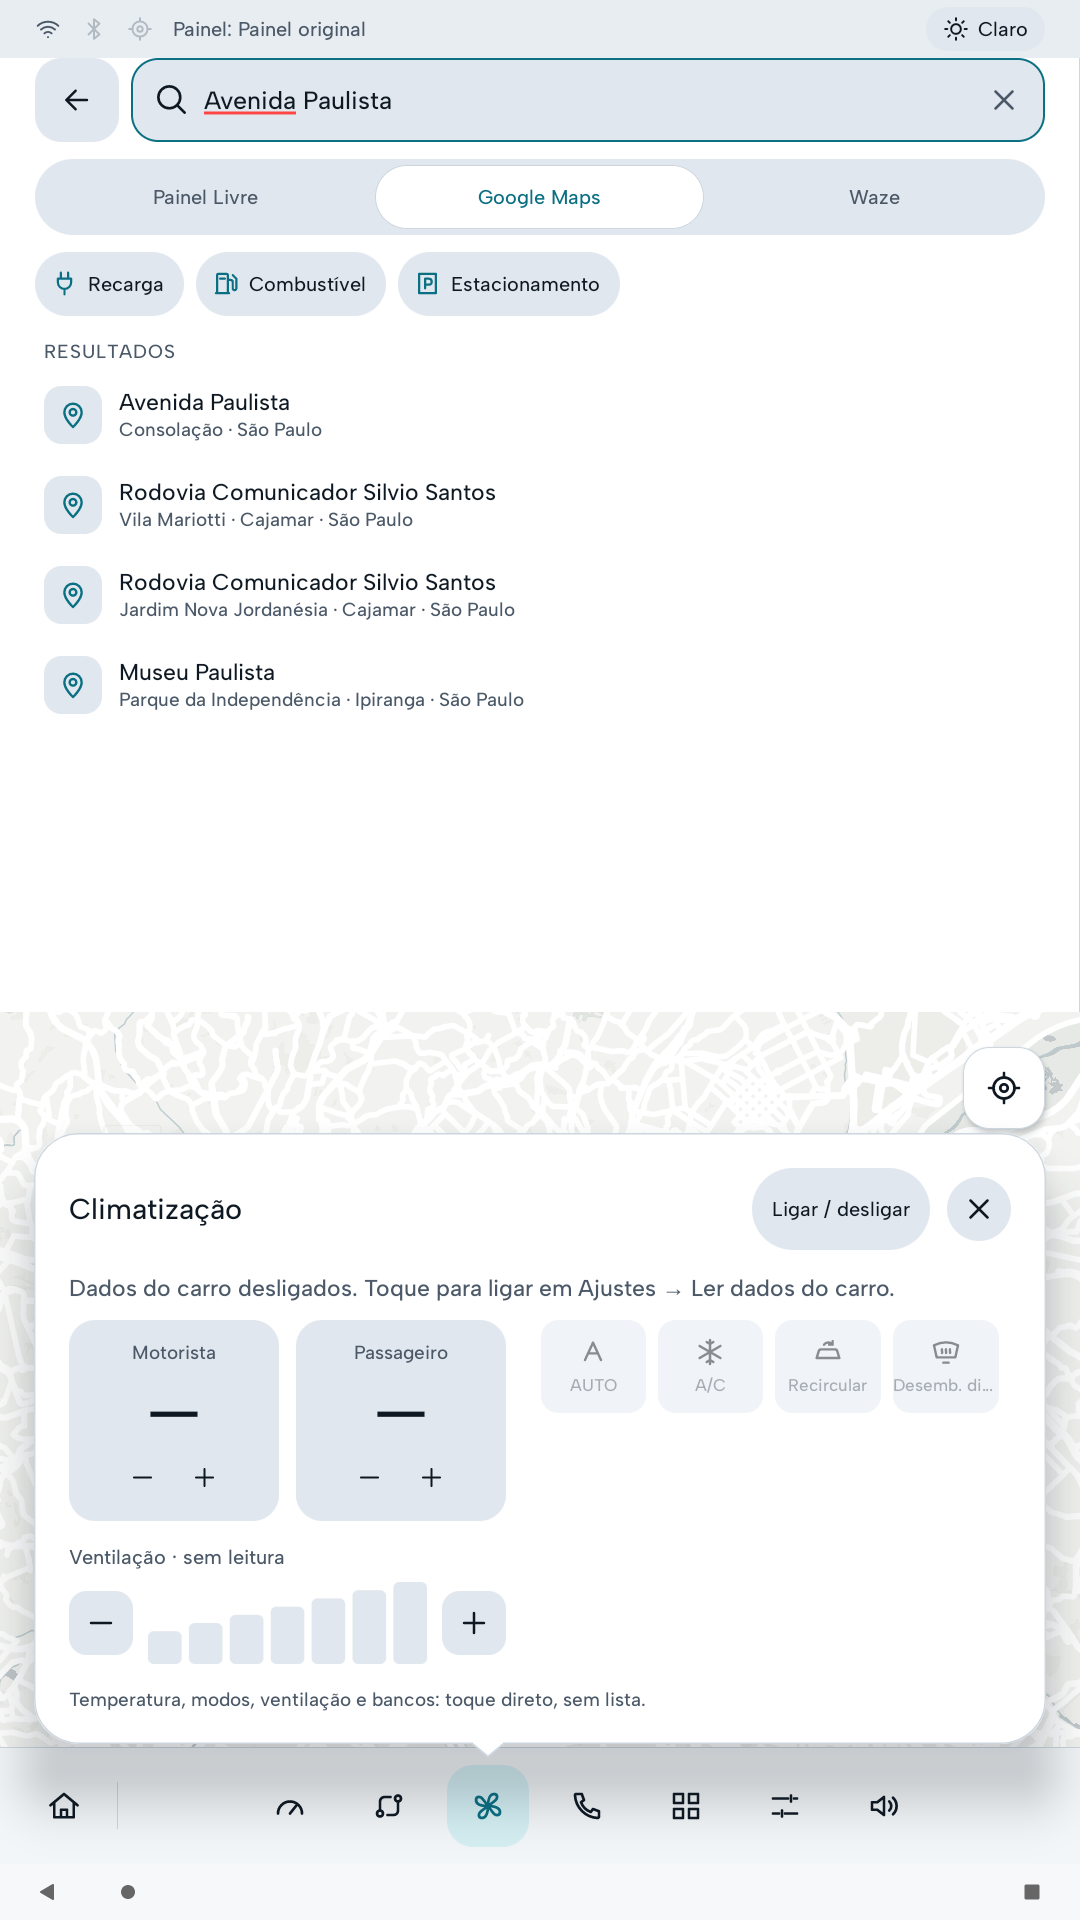 Painel: Painel original
Claro
Avenida Paulista
Painel Livre
Google Maps
Waze
Recarga
Combustível
Estacionamento
RESULTADOS
Avenida Paulista
Consolação · São Paulo
Rodovia Comunicador Silvio Santos
Vila Mariotti · Cajamar · São Paulo
Rodovia Comunicador Silvio Santos
Jardim Nova Jordanésia · Cajamar · São Paulo
Museu Paulista
Parque da Independência · Ipiranga · São Paulo
Climatização
Ligar / desligar
Dados do carro desligados. Toque para ligar em Ajustes → Ler dados do carro.
Motorista
Passageiro
AUTO
A/C
Recircular
Desemb. di...
Ventilação · sem leitura
Temperatura, modos, ventilação e bancos: toque direto, sem lista.